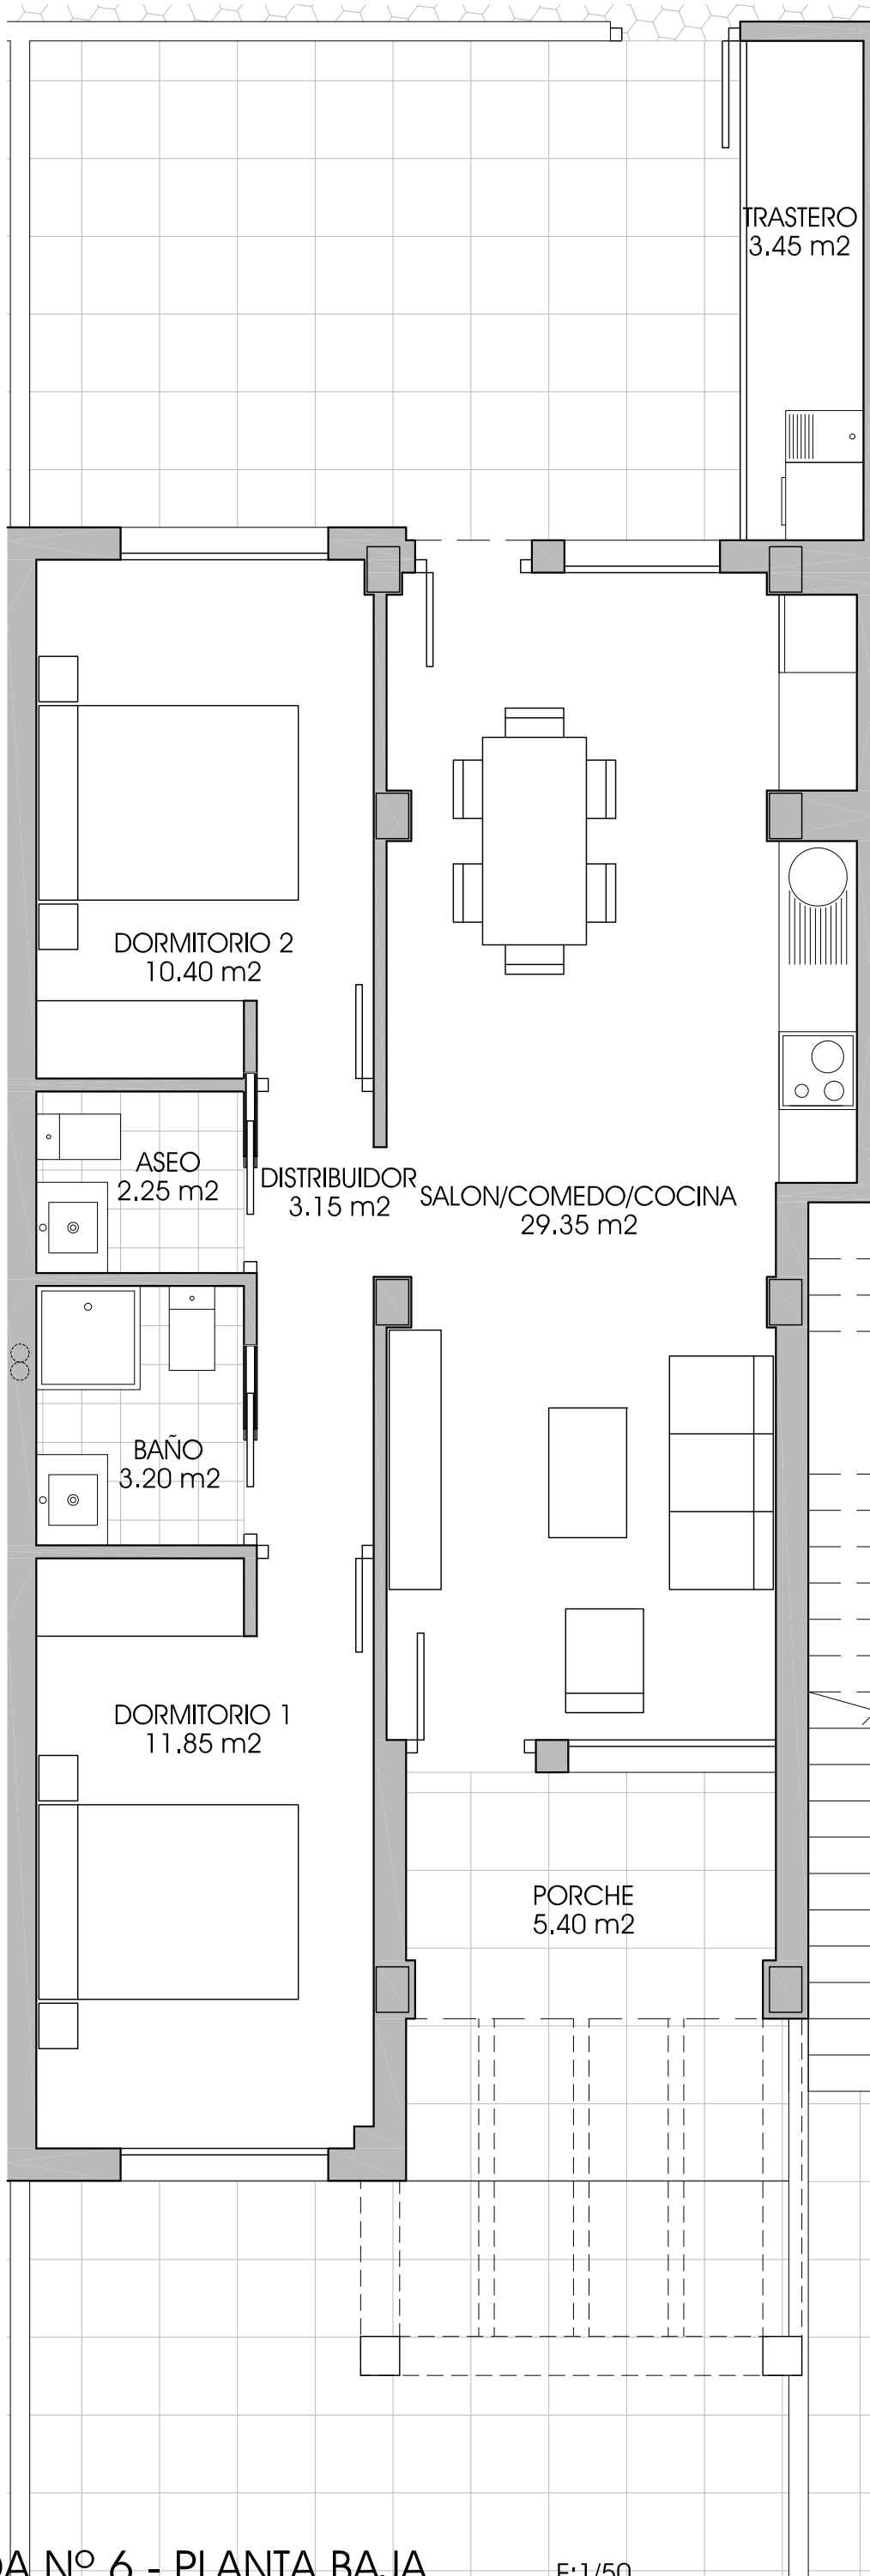 TRASTERO
3.45 m2
DORMITORIO 2
10.40 m2
ASEO
2.25 m2
DISTRIBUIDOR
3.15 m2
SALON/COMEDO/COCINA
29.35 m2
BAÑO
3.20 m2
DORMITORIO 1
11.85 m2
PORCHE
5.40 m2
Nº 6 - PLANTA BAJA
E:1/50